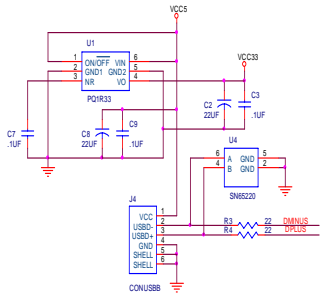 VCC5
U1
VCC33
1 ON/OFF VIN 6
2 GND1 GND2 5
3 NR VO 4
PQ1R33
C2
22UF
C3
.1UF
C7
.1UF
C8
22UF
C9
.1UF
U4
6 A GND 5
4 B GND 2
SN65220
J4
VCC 1
USBD- 2
USBD+ 3
GND 4
SHELL 5
SHELL 6
CONUSBB
R3 22 DMINUS
R4 22 DPLUS